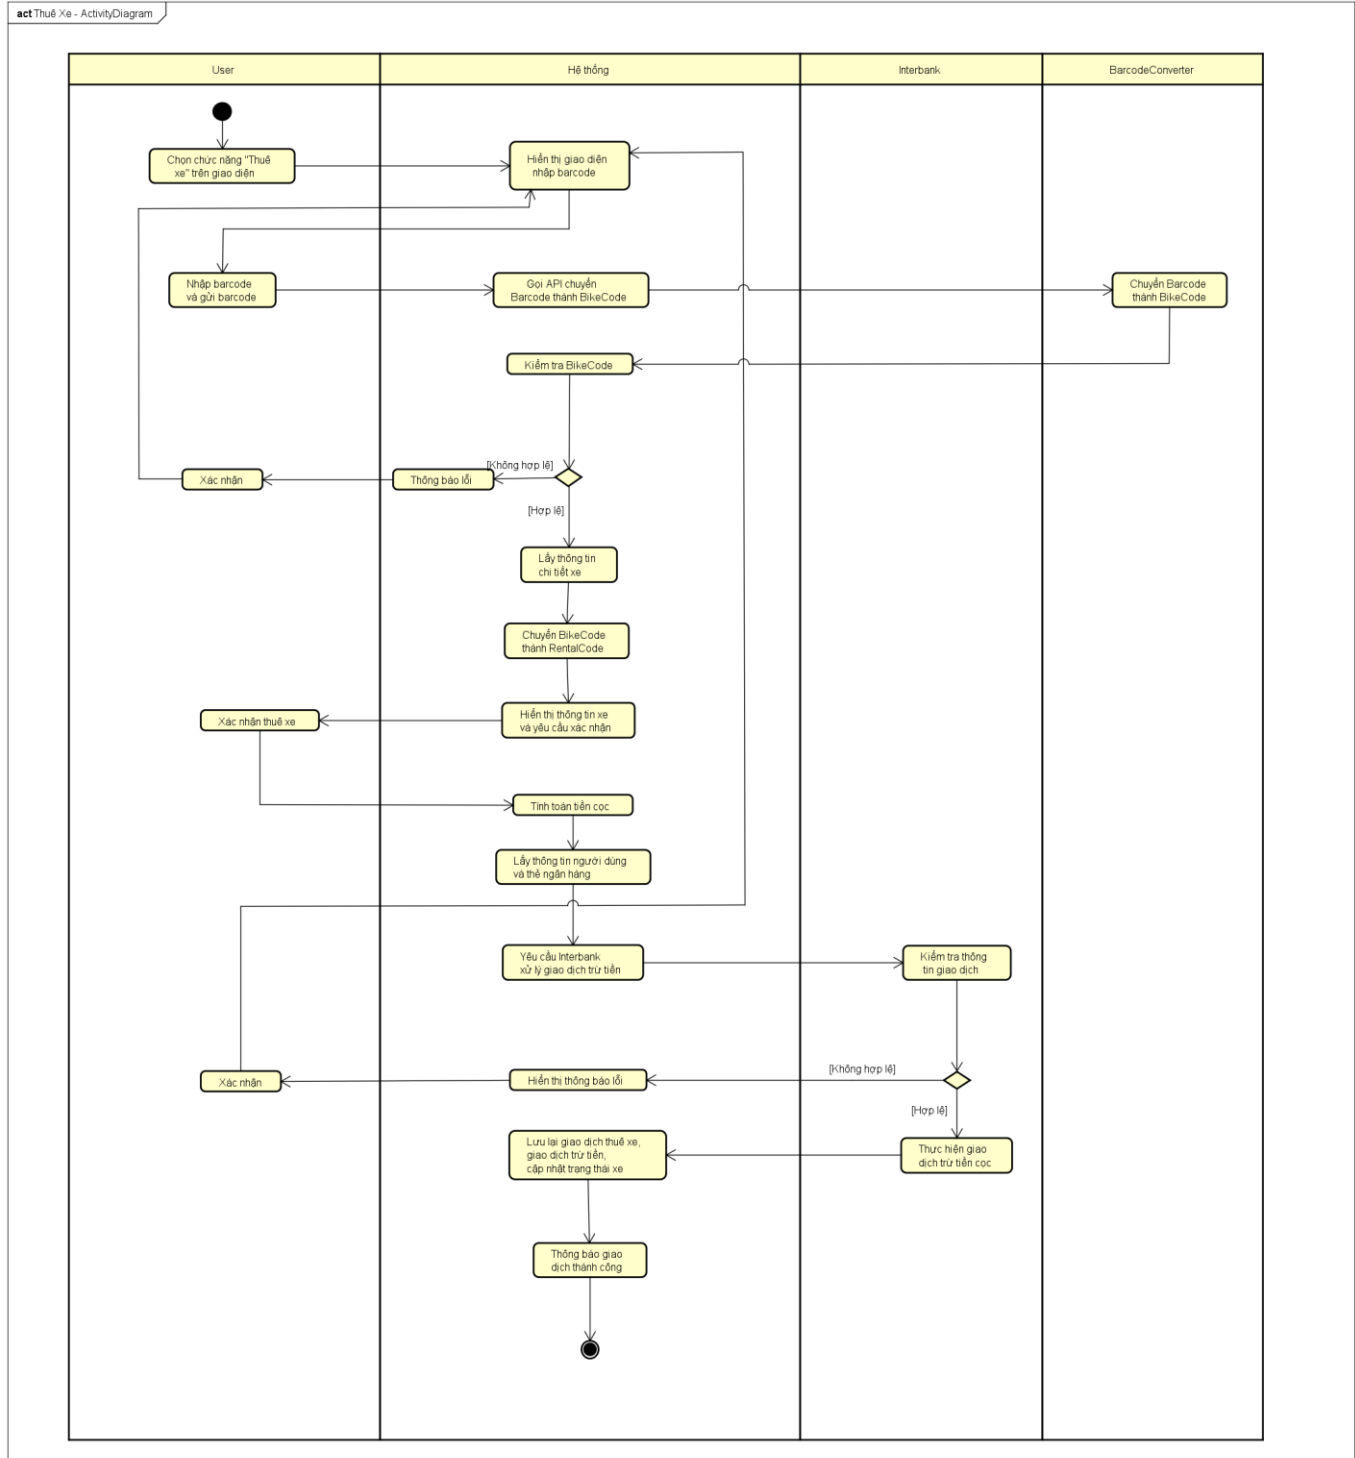 act Thuê Xe - ActivityDiagram
User
Hệ thống
Interbank
BarcodeConverter
Chọn chức năng "Thuê
xe" trên giao diện
Hiển thị giao diện
nhập barcode
Nhập barcode
và gửi barcode
Gọi API chuyển
Barcode thành BikeCode
Chuyển Barcode
thành BikeCode
Kiểm tra BikeCode
[Không hợp lệ]
Xác nhận
Thông báo lỗi
[Hợp lệ]
Lấy thông tin
chi tiết xe
Chuyển BikeCode
thành RentalCode
Xác nhận thuê xe
Hiển thị thông tin xe
và yêu cầu xác nhận
Tính toán tiền cọc
Lấy thông tin người dùng
và thẻ ngân hàng
Yêu cầu Interbank
xử lý giao dịch trừ tiền
Kiểm tra thông
tin giao dịch
[Không hợp lệ]
Xác nhận
Hiển thị thông báo lỗi
[Hợp lệ]
Lưu lại giao dịch thuê xe,
giao dịch trừ tiền,
cập nhật trạng thái xe
Thực hiện giao
dịch trừ tiền cọc
Thông báo giao
dịch thành công